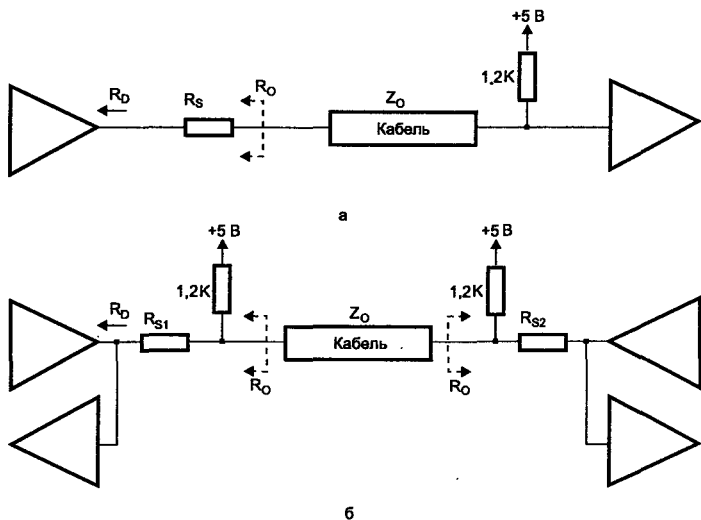 +5 В
1,2K
R_D
R_S
R_O
Z_O
Кабель
а
+5 В
+5 В
1,2K
1,2K
R_D
R_S1
Z_O
R_S2
Кабель
R_O
R_O
б